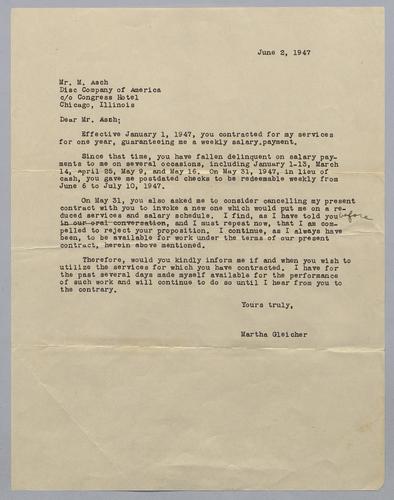 June 2, 1947
Mr. M. Asch
Disc Company of America
c/o Congress Hotel
Chicago, Illinois
Dear Mr. Asch;
Effective January 1, 1947, you contracted for my services
for one year, guaranteeing me a weekly salary payment.
Since that time, you have fallen delinquent on salary pay-
ments to me on several occasions, including January 1-13, March
14, april 25, May 9, and May 16. On May 31, 1947, in lieu of
cash, you gave me postdated checks to be redeemable weekly from
June 6 to July 10, 1947.
On May 31, you also asked me to consider cancelling my present
contract with you to invoke a new one which would put me on a re-
duced services and salary schedule. I find, as I have told you before
in our oral conversation, and I must repeat now, that I am com-
pelled to reject your proposition. I continue, as I always have
been, to be available for work under the terms of our present
contract, herein above mentioned.
Therefore, would you kindly inform me if and when you wish to
utilize the services for which you have contracted. I have for
the past several days made myself available for the performance
of such work and will continue to do so until I hear from you to
the contrary.
Yours truly,
Martha Gleicher